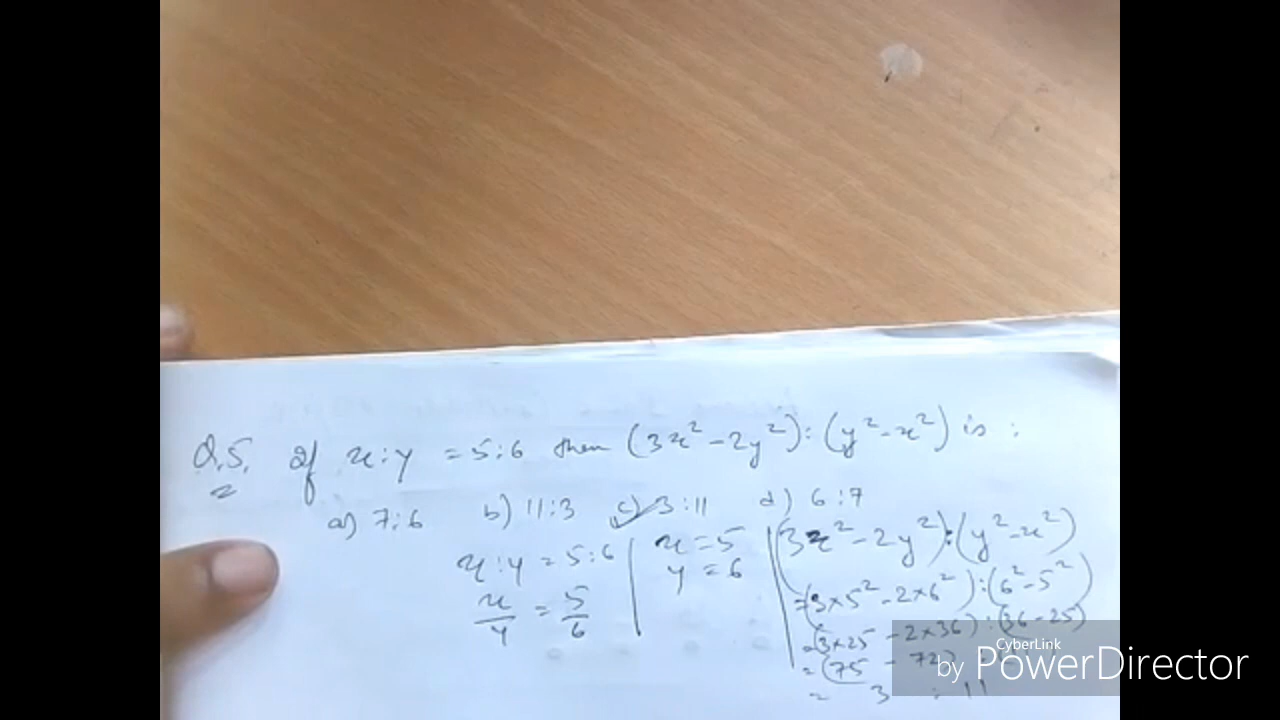 Q.5. If x:y = 5:6 then (3x²-2y²):(y²-x²) is :
a) 7:6 b) 11:3 c) 3:11 d) 6:7
x:y = 5:6
x/y = 5/6
x = 5
y = 6
(3x²-2y²):(y²-x²)
=(3×5²-2×6²):(6²-5²)
=(3×25-2×36):(36-25)
=(75-72)
= 3 : 11
CyberLink
by PowerDirector